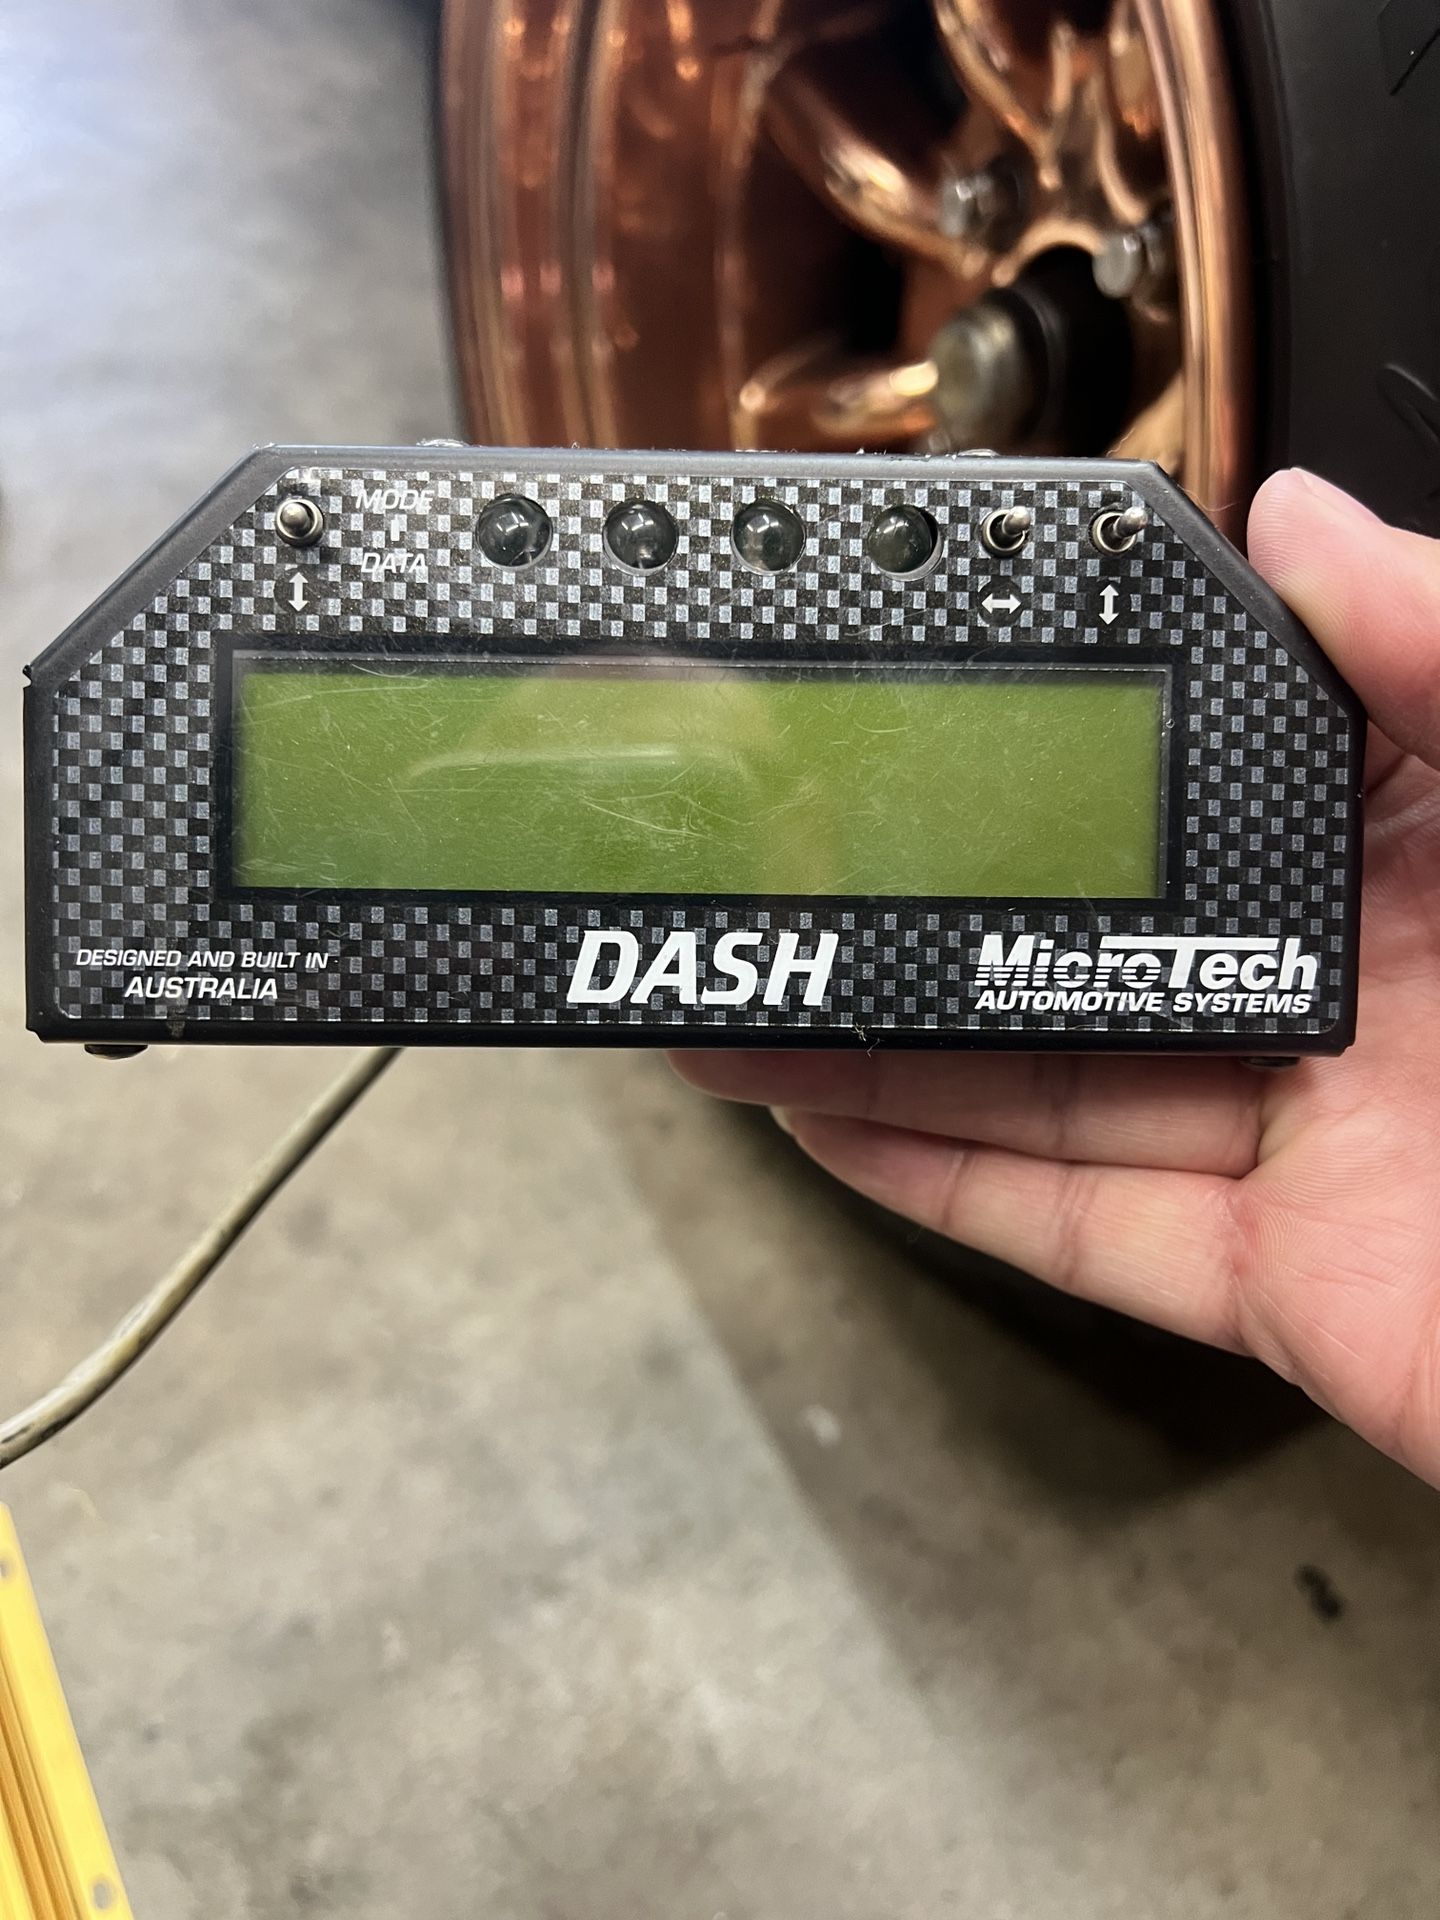 MODE
DATA
DESIGNED AND BUILT IN
AUSTRALIA
DASH
MicroTech
AUTOMOTIVE SYSTEMS